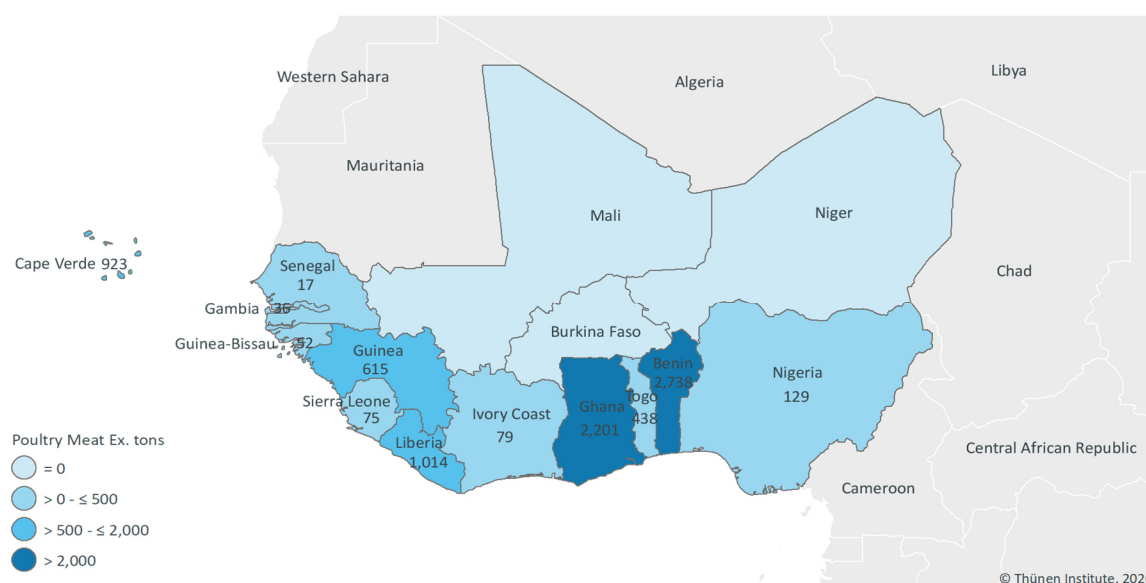 Western Sahara
Algeria
Libya
Mauritania
Mali
Niger
Cape Verde 923
Senegal
17
Chad
Gambia 36
Guinea-Bissau 52
Burkina Faso
Guinea
615
Benin
2,738
Nigeria
129
Sierra Leone
75
Ivory Coast
79
Ghana
2,201
Togo
438
Liberia
1,014
Central African Republic
Cameroon
Poultry Meat Ex. tons
= 0
> 0 - ≤ 500
> 500 - ≤ 2,000
> 2,000
© Thünen Institute, 202